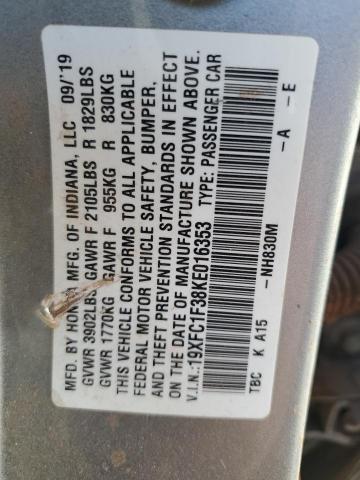 MFD. BY HONDA MFG. OF INDIANA, LLC 09/'19
GVWR 3902LBS GAWR F 2105LBS R 1829LBS
GVWR 1770KG GAWR F 955KG R 830KG
THIS VEHICLE CONFORMS TO ALL APPLICABLE
FEDERAL MOTOR VEHICLE SAFETY, BUMPER,
AND THEFT PREVENTION STANDARDS IN EFFECT
ON THE DATE OF MANUFACTURE SHOWN ABOVE.
V.I.N.:19XFC1F38KE016353 TYPE: PASSENGER CAR
TBC K A15 -NH830M -A -E